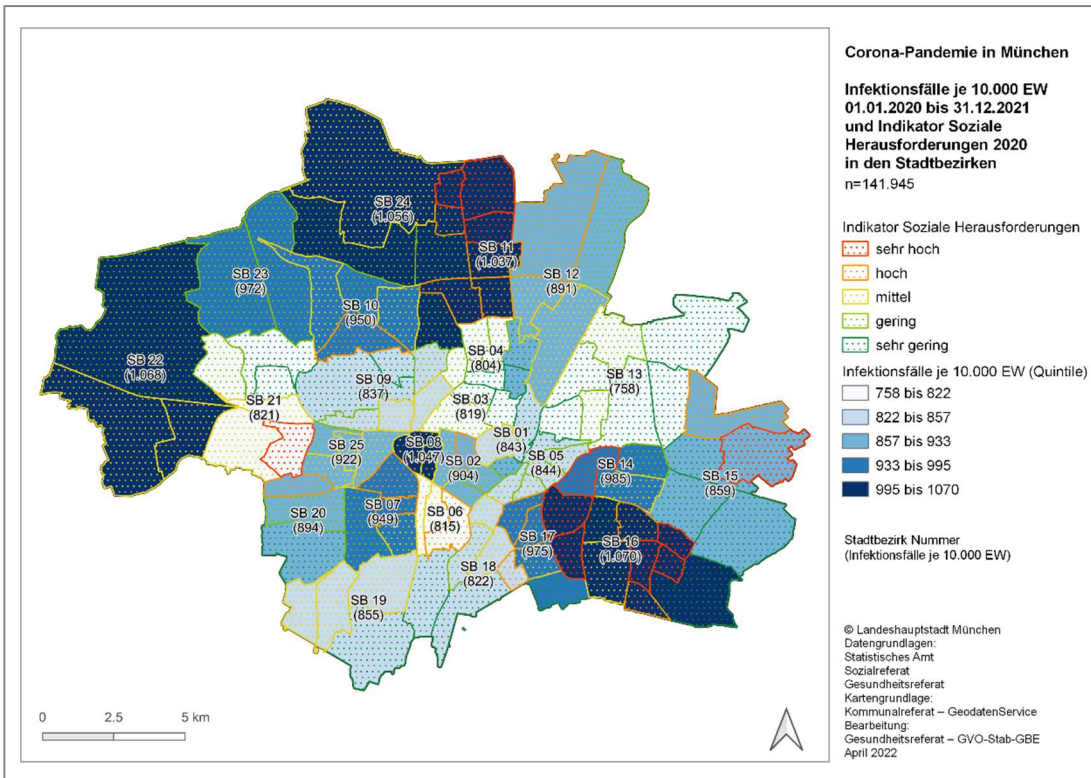 Corona-Pandemie in München
Infektionsfälle je 10.000 EW
01.01.2020 bis 31.12.2021
und Indikator Soziale
Herausforderungen 2020
in den Stadtbezirken
n=141.945
Indikator Soziale Herausforderungen
sehr hoch
hoch
mittel
gering
sehr gering
Infektionsfälle je 10.000 EW (Quintile)
758 bis 822
822 bis 857
857 bis 933
933 bis 995
995 bis 1070
Stadtbezirk Nummer
(Infektionsfälle je 10.000 EW)
© Landeshauptstadt München
Datengrundlagen:
Statistisches Amt
Sozialreferat
Gesundheitsreferat
Kartengrundlage:
Kommunalreferat – GeodatenService
Bearbeitung:
Gesundheitsreferat – GVO-Stab-GBE
April 2022
SB 24
(1.056)
SB 11
(1.037)
SB 23
(972)
SB 12
(891)
SB 10
(950)
SB 04
(804)
SB 22
(1.068)
SB 13
(758)
SB 09
(837)
SB 03
(819)
SB 21
(821)
SB 01
(843)
SB 25
(922)
SB 08
(1.047)
SB 02
(904)
SB 05
(844)
SB 14
(985)
SB 15
(859)
SB 20
(894)
SB 07
(949)
SB 06
(815)
SB 17
(975)
SB 16
(1.070)
SB 18
(822)
SB 19
(855)
0 2.5 5 km